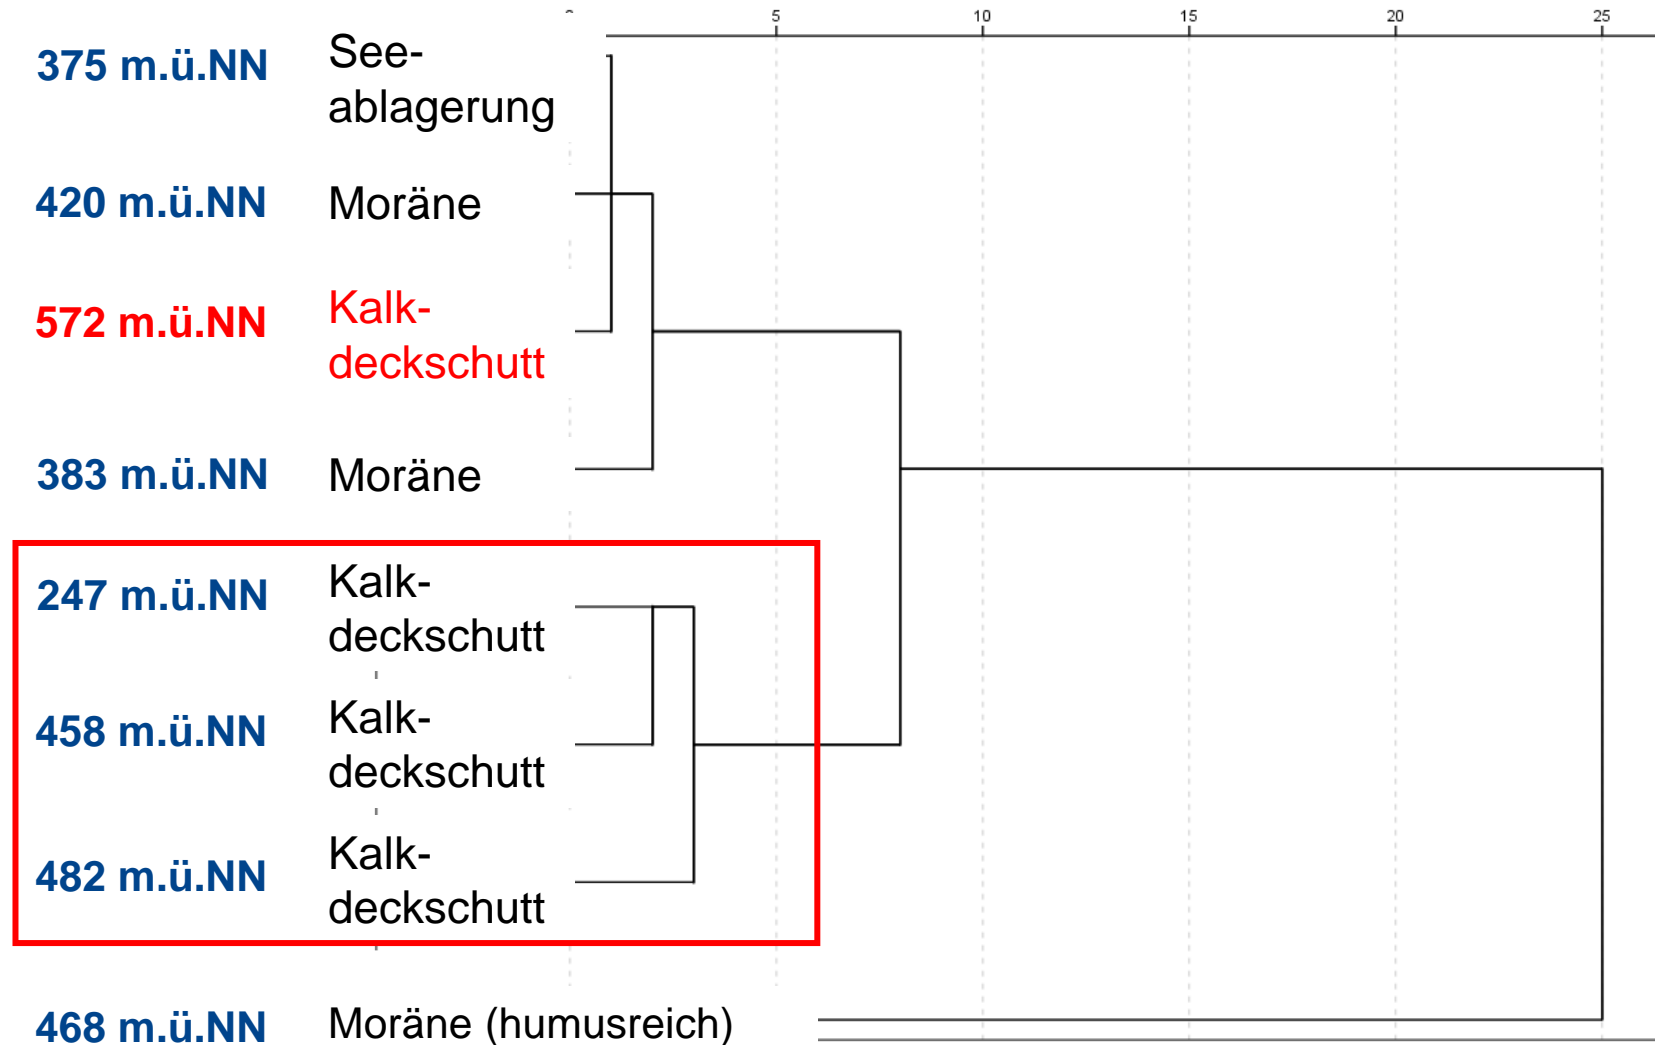 5 10 15 20 25
375 m.ü.NN See-
ablagerung
420 m.ü.NN Moräne
572 m.ü.NN Kalk-
deckschutt
383 m.ü.NN Moräne
247 m.ü.NN Kalk-
deckschutt
458 m.ü.NN Kalk-
deckschutt
482 m.ü.NN Kalk-
deckschutt
468 m.ü.NN Moräne (humusreich)